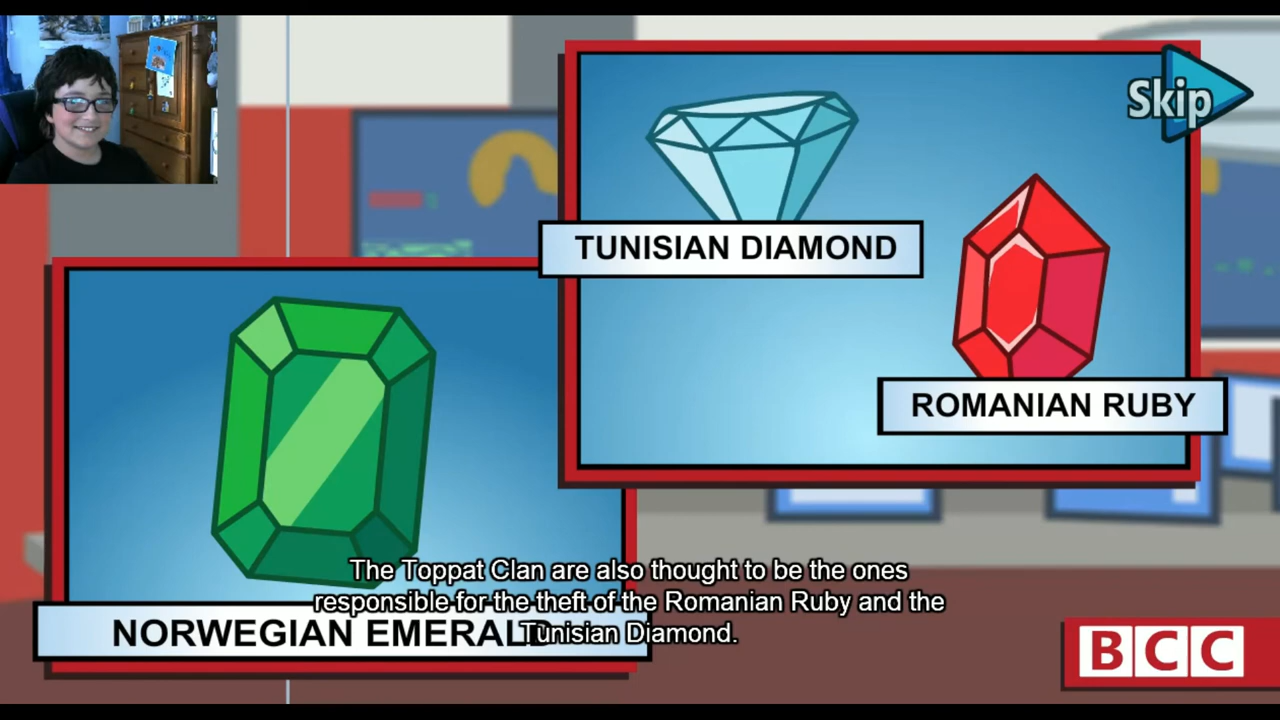 Skip
TUNISIAN DIAMOND
ROMANIAN RUBY
NORWEGIAN EMERALD
The Toppat Clan are also thought to be the ones
responsible for the theft of the Romanian Ruby and the
Tunisian Diamond.
BCC